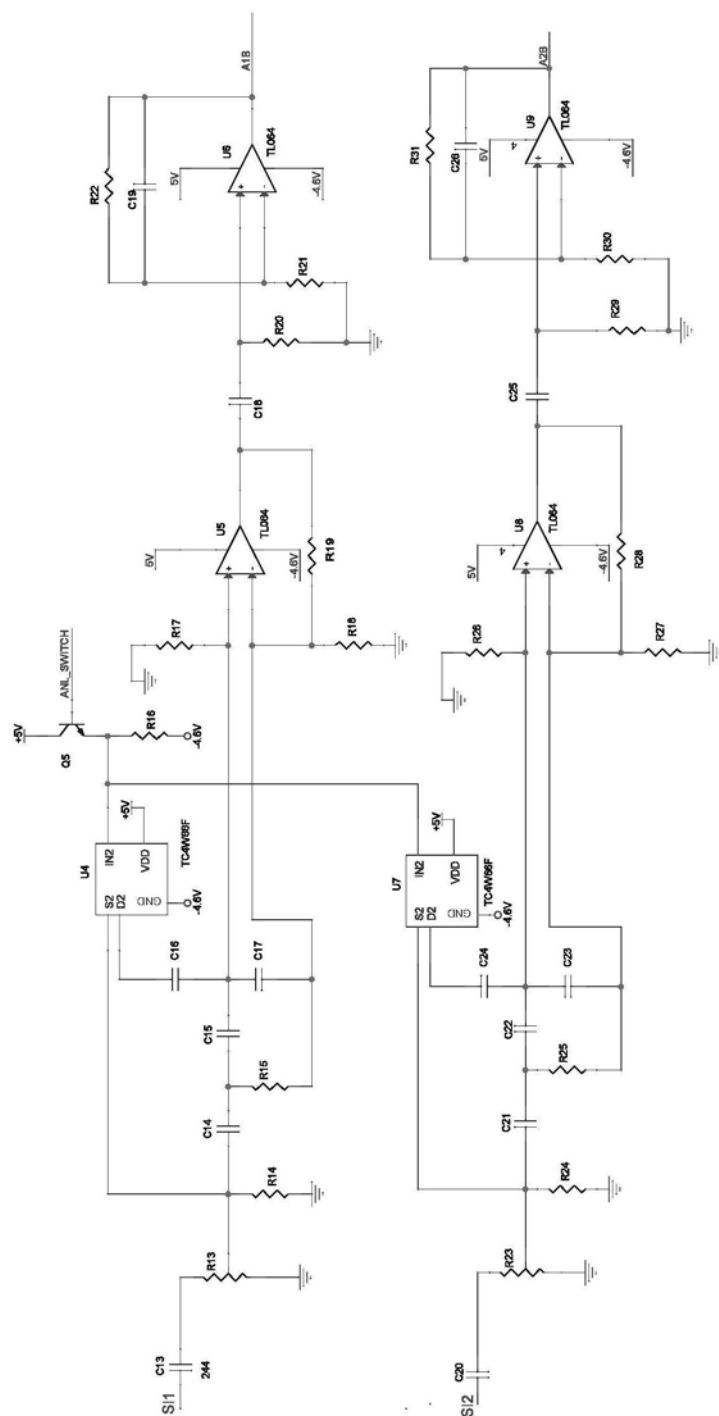 SI1
C13
244
R13
R14
C14
R15
C15
C16
C17
U4
S2
D2
IN2
VDD
GND
TC4W66F
+5V
-4.6V
+5V
Q5
ANL_SWITCH
R16
-4.6V
R17
R18
R19
5V
U5
TL064
-4.6V
+
-
C18
R20
R21
R22
C19
5V
U6
TL064
-4.6V
+
-
A1B
SI2
C20
R23
R24
C21
R25
C22
C24
C23
U7
S2
D2
IN2
VDD
GND
TC4W66F
+5V
-4.6V
R26
R27
R28
5V
4
U8
TL064
-4.6V
+
-
C25
R29
R30
R31
C26
5V
4
U9
TL064
-4.6V
+
-
A2B